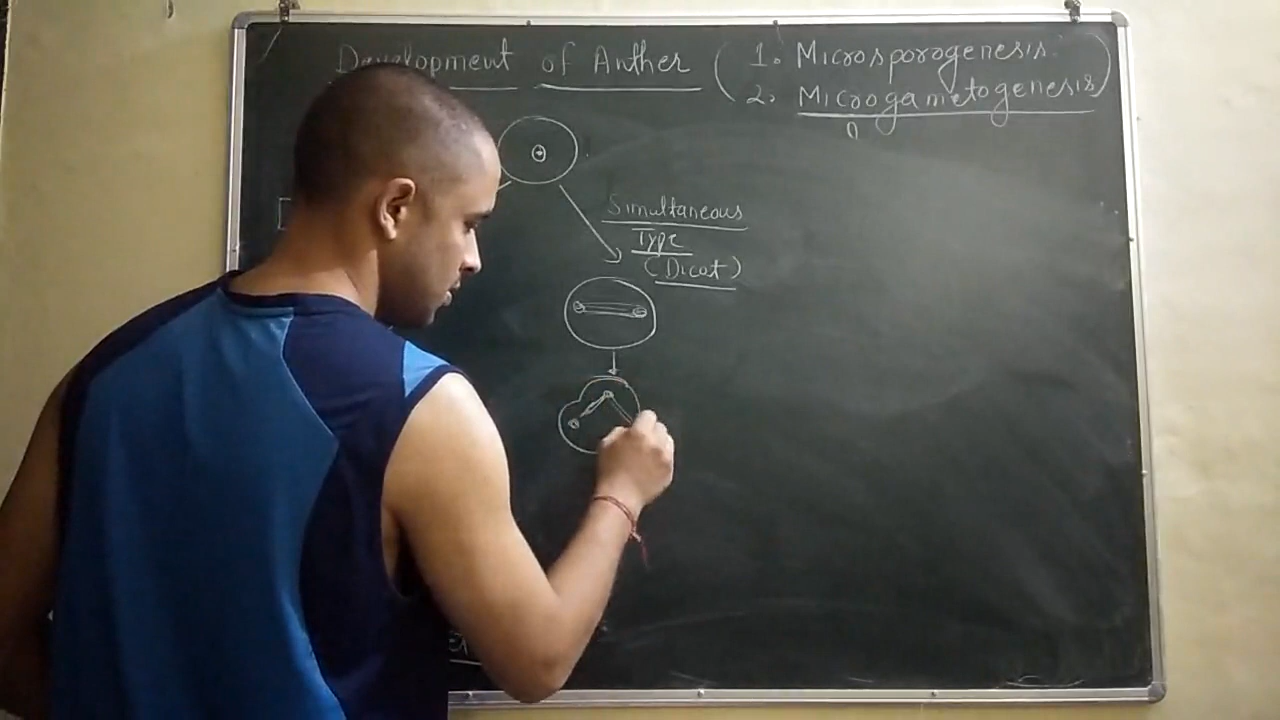 Development of Anther ( 1. Microsporogenesis.
2. Microgametogenesis )
Simultaneous
Type
(Dicot)